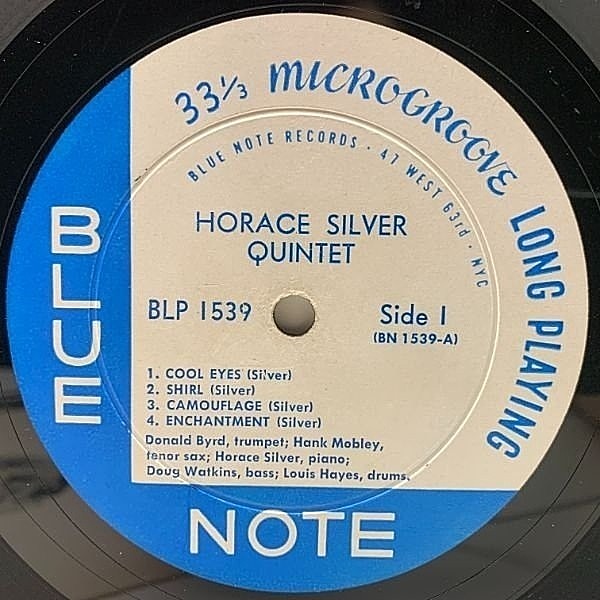 33⅓ MICROGROOVE LONG PLAYING
BLUE NOTE RECORDS · 47 WEST 63rd · NYC
HORACE SILVER
QUINTET
BLP 1539
Side 1
(BN 1539-A)
1. COOL EYES (Silver)
2. SHIRL (Silver)
3. CAMOUFLAGE (Silver)
4. ENCHANTMENT (Silver)
Donald Byrd, trumpet; Hank Mobley,
tenor sax; Horace Silver, piano;
Doug Watkins, bass; Louis Hayes, drums.
BLUE
NOTE